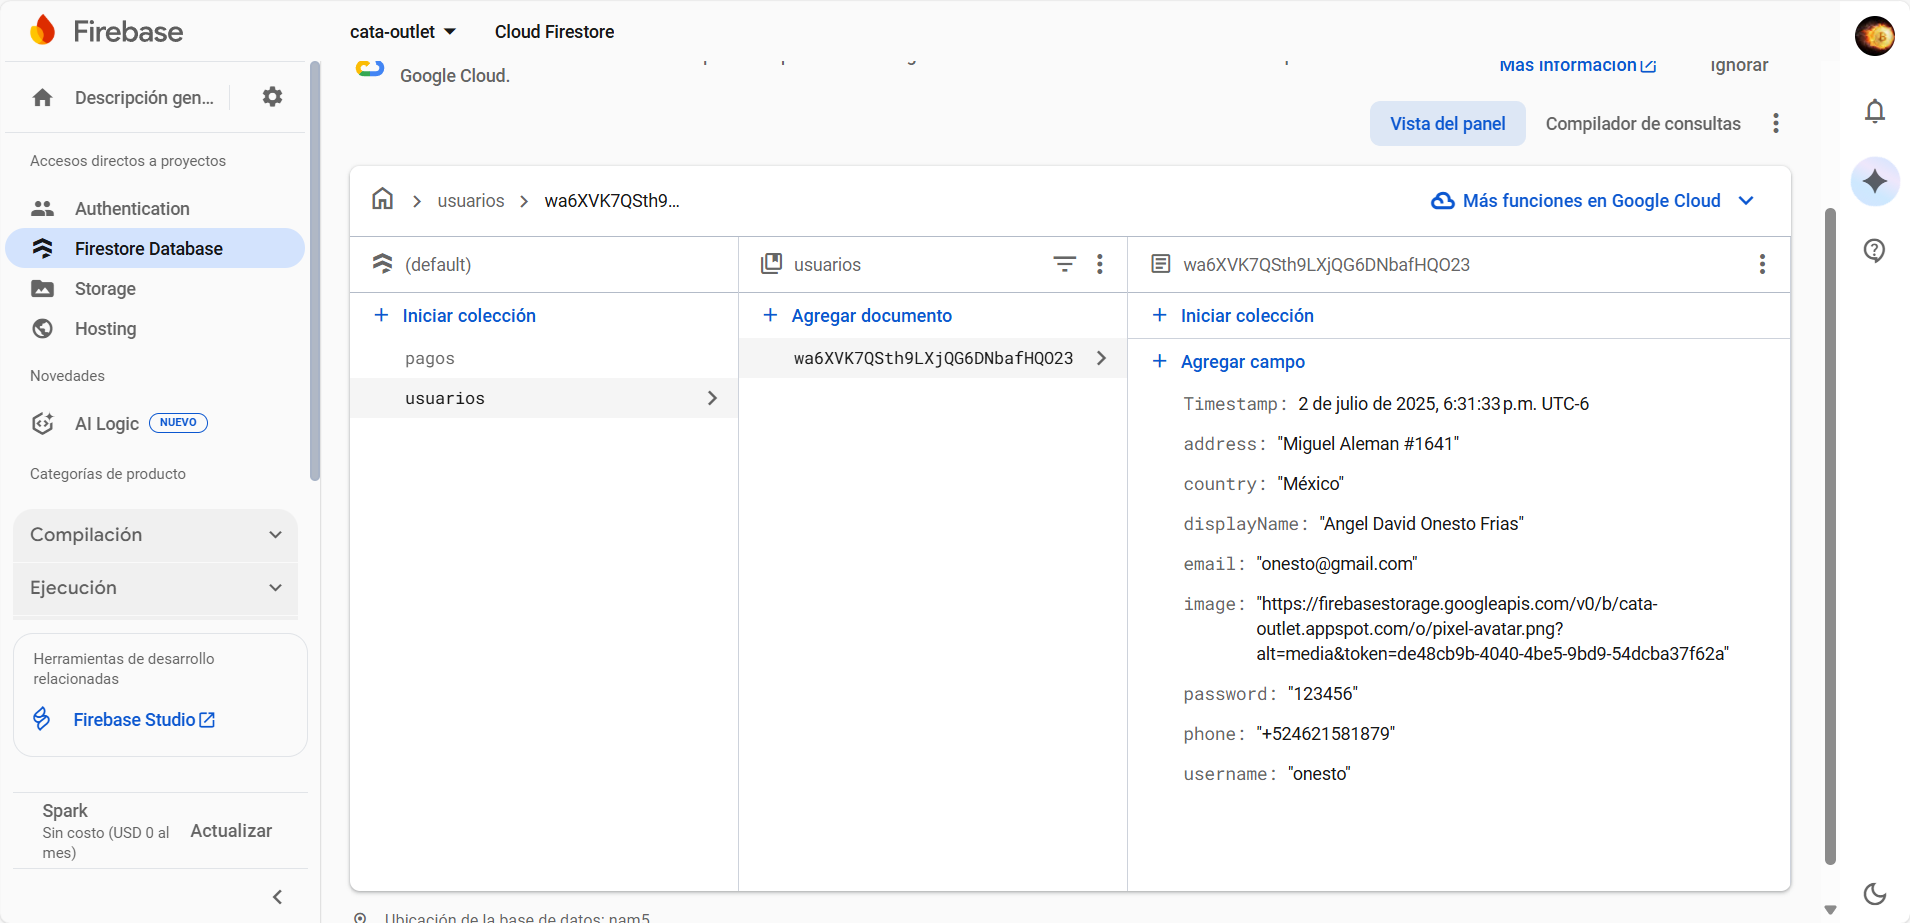 Firebase
cata-outlet
Cloud Firestore
Google Cloud.
Más información
Ignorar
Descripción gen...
Vista del panel
Compilador de consultas
Accesos directos a proyectos
Authentication
Firestore Database
Storage
Hosting
Novedades
AI Logic NUEVO
Categorías de producto
Compilación
Ejecución
Herramientas de desarrollo
relacionadas
Firebase Studio
Spark
Sin costo (USD 0 al
mes)
Actualizar
usuarios
wa6XVK7QSth9...
Más funciones en Google Cloud
(default)
Iniciar colección
pagos
usuarios
usuarios
Agregar documento
wa6XVK7QSth9LXjQG6DNbafHQO23
wa6XVK7QSth9LXjQG6DNbafHQO23
Iniciar colección
Agregar campo
Timestamp: 2 de julio de 2025, 6:31:33 p.m. UTC-6
address: "Miguel Aleman #1641"
country: "México"
displayName: "Angel David Onesto Frias"
email: "onesto@gmail.com"
image: "https://firebasestorage.googleapis.com/v0/b/cata-
outlet.appspot.com/o/pixel-avatar.png?
alt=media&token=de48cb9b-4040-4be5-9bd9-54dcba37f62a"
password: "123456"
phone: "+524621581879"
username: "onesto"
Ubicación de la base de datos: nam5